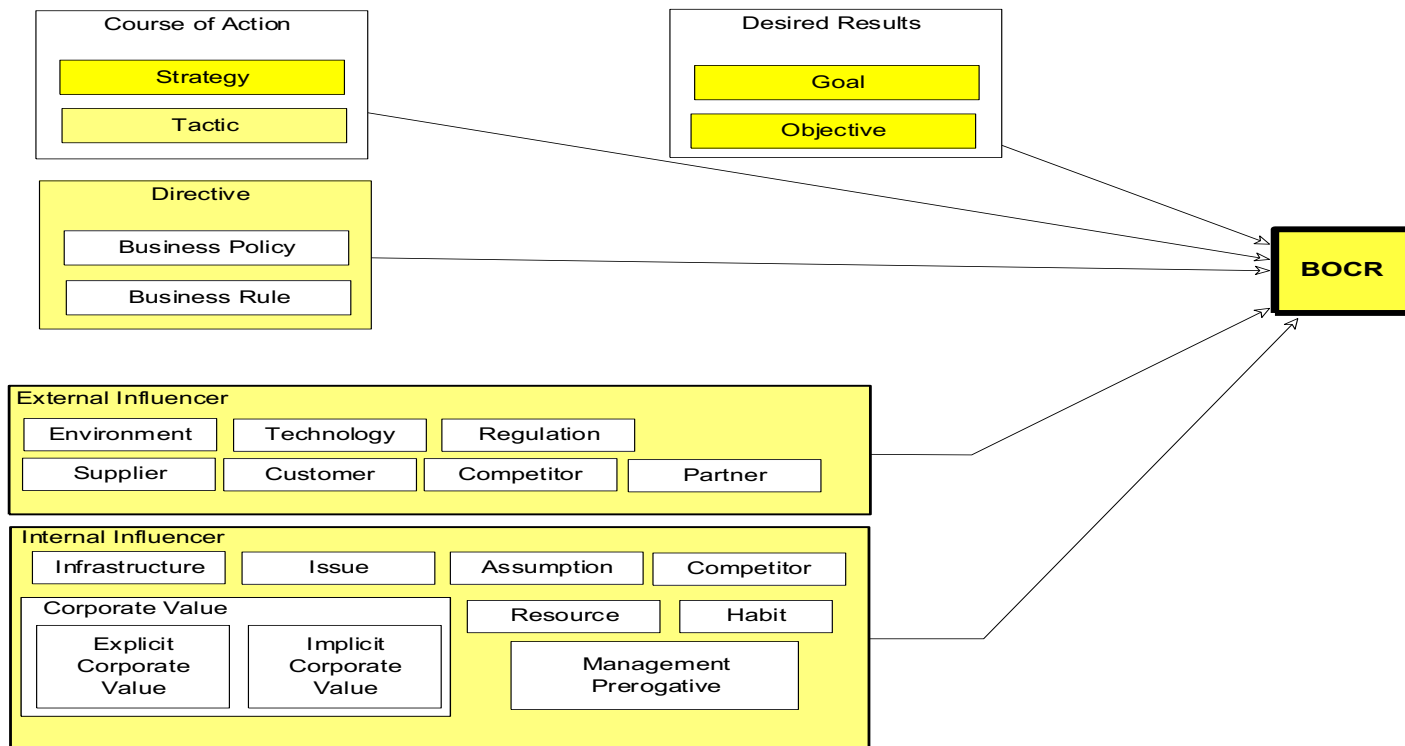 Course of Action
Strategy
Tactic
Desired Results
Goal
Objective
Directive
Business Policy
Business Rule
BOCR
External Influencer
Environment
Technology
Regulation
Supplier
Customer
Competitor
Partner
Internal Influencer
Infrastructure
Issue
Assumption
Competitor
Corporate Value
Explicit
Corporate
Value
Implicit
Corporate
Value
Resource
Habit
Management
Prerogative